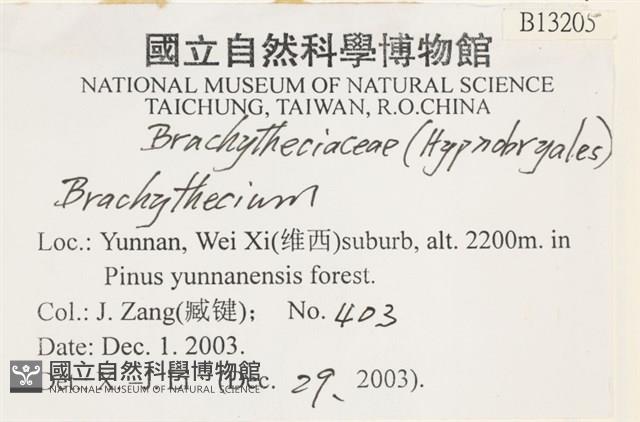 B13205
國立自然科學博物館
NATIONAL MUSEUM OF NATURAL SCIENCE
TAICHUNG, TAIWAN, R.O.CHINA
Brachytheciaceae (Hypnobryales)
Brachythecium
Loc.: Yunnan, Wei Xi(维西)suburb, alt. 2200m. in
Pinus yunnanensis forest.
Col.: J. Zang(臧键); No. 403
Date: Dec. 1. 2003.
國立自然科學博物館
NATIONAL MUSEUM OF NATURAL SCIENCE
(Dec. 29, 2003).